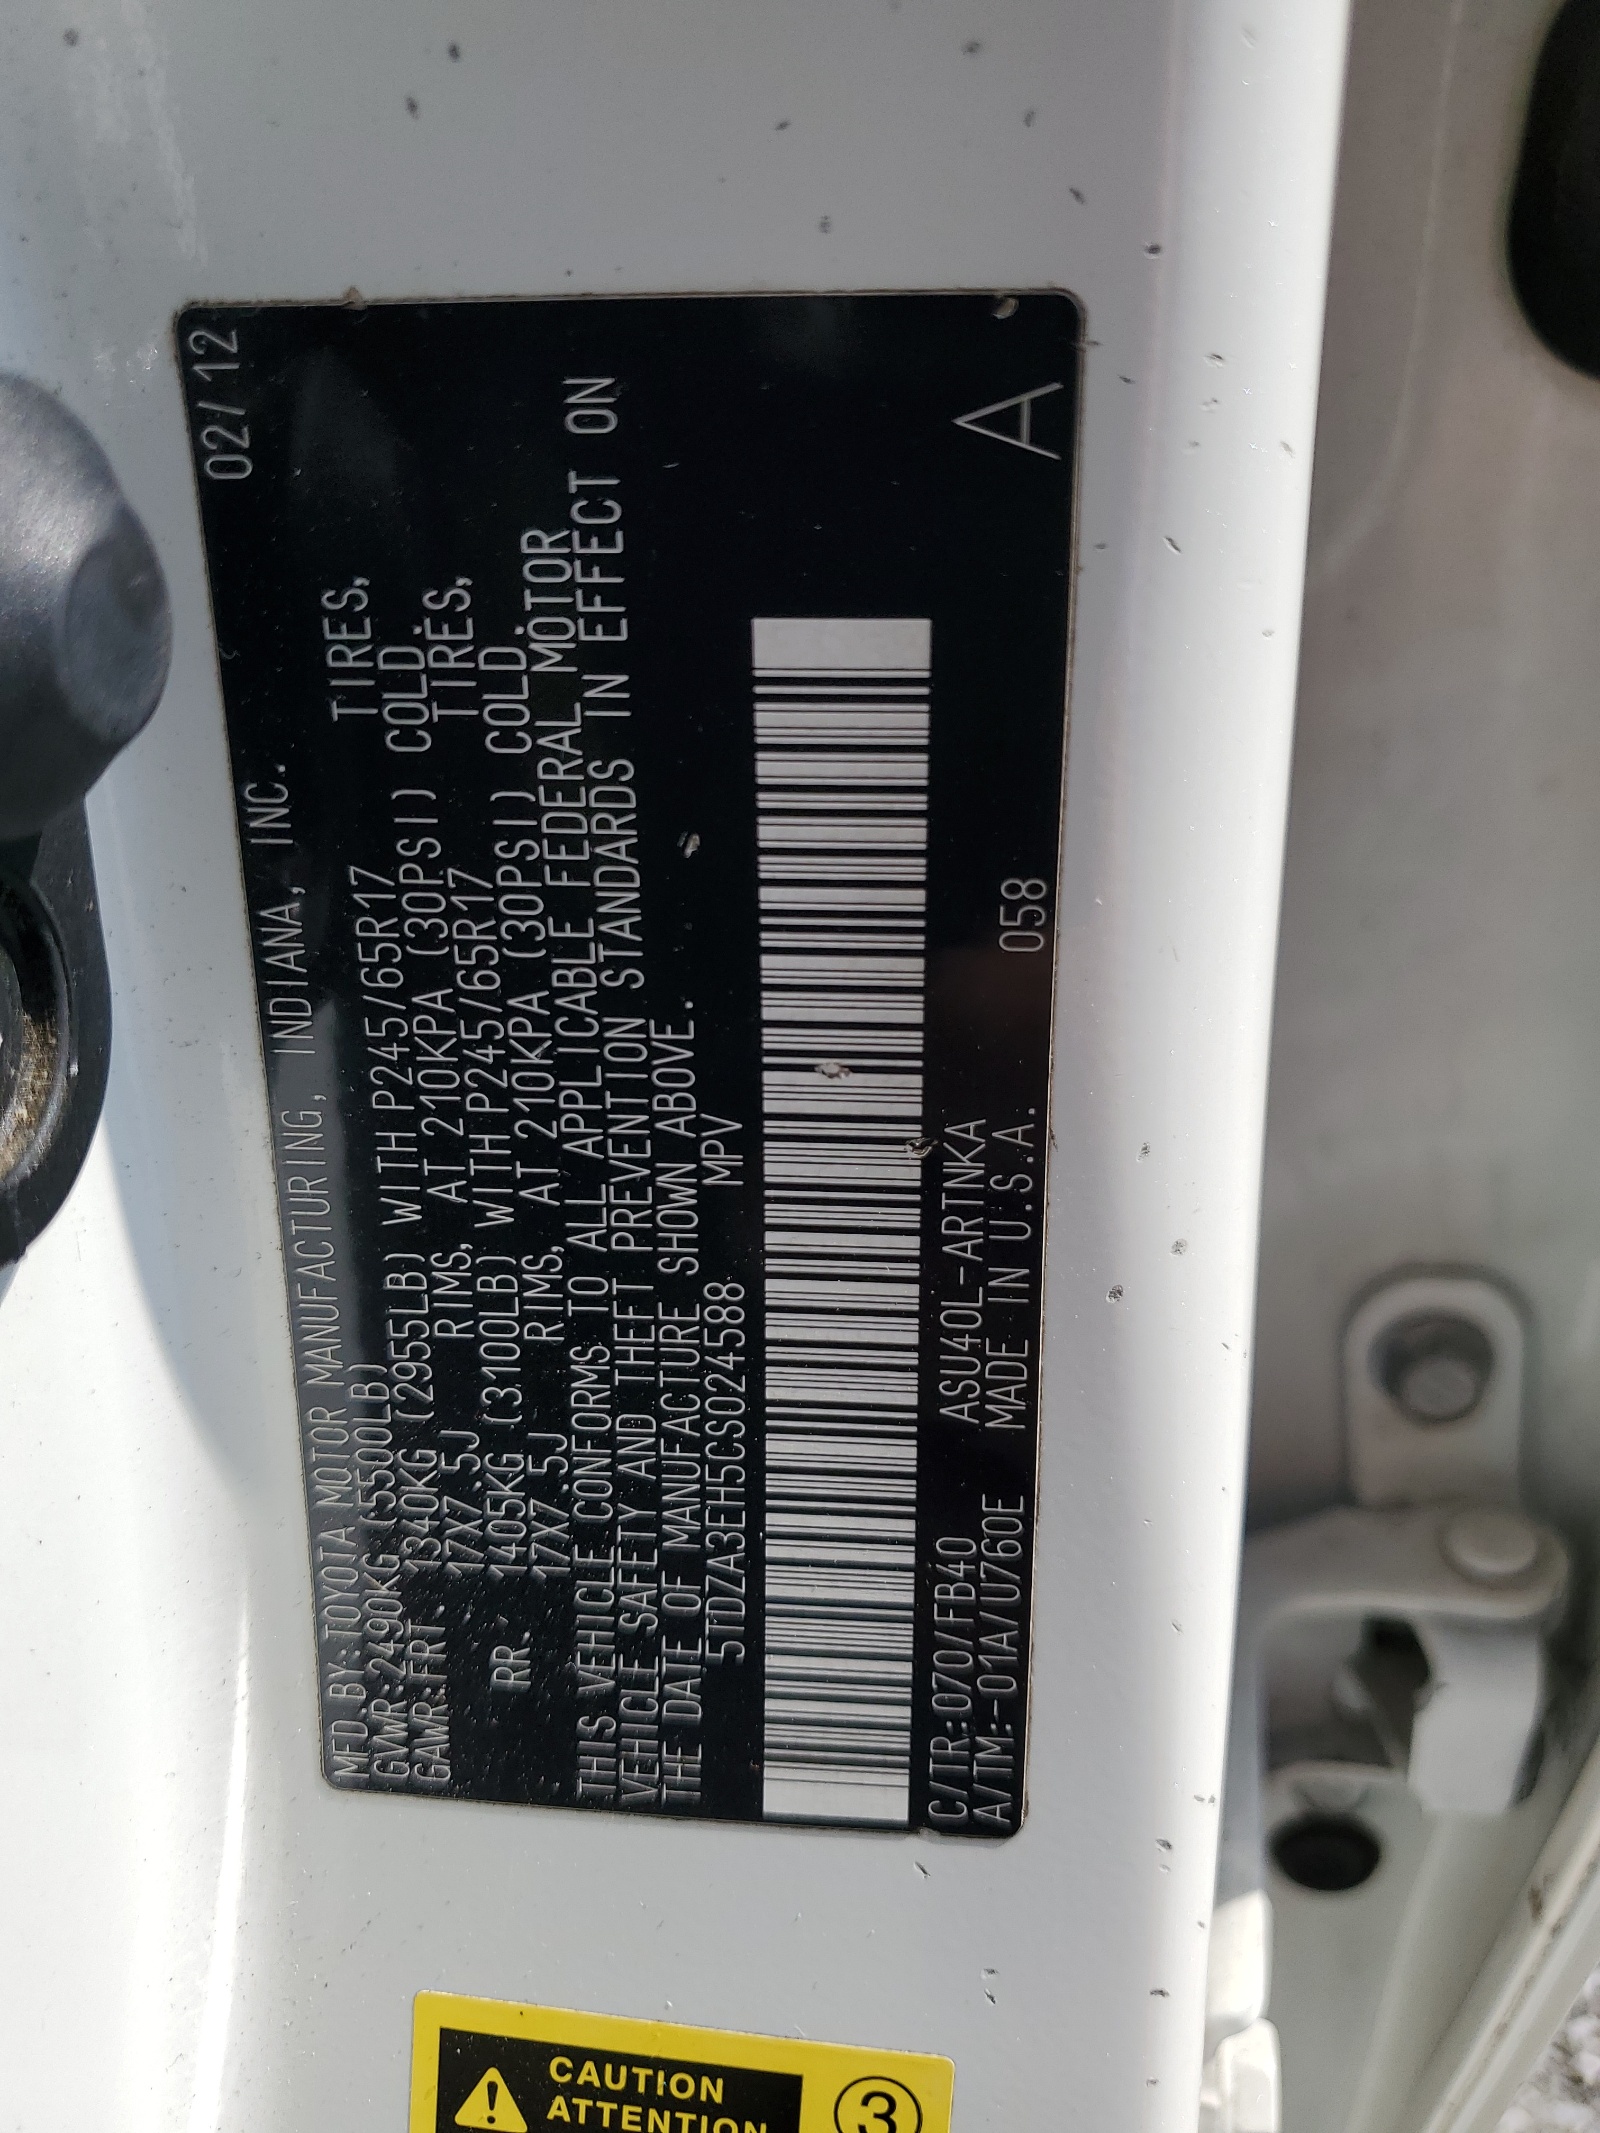 MFD.BY:TOYOTA MOTOR MANUFACTURING, INDIANA, INC. 02/12
GVWR:2490KG (5500LB)
GAWR:FRT 1340KG (2955LB) WITH P245/65R17 TIRES,
17X7.5J RIMS, AT 210KPA (30PSI) COLD.
RR. 1405KG (3100LB) WITH P245/65R17 TIRES,
17X7.5J RIMS, AT 210KPA (30PSI) COLD.
THIS VEHICLE CONFORMS TO ALL APPLICABLE FEDERAL MOTOR
VEHICLE SAFETY AND THEFT PREVENTION STANDARDS IN EFFECT ON
THE DATE OF MANUFACTURE SHOWN ABOVE.
5TDZA3EH5CS024588 MPV
C/TR:070/FB40 ASU40L-ARTNKA
A/TM:-01A/U760E MADE IN U.S.A. 058 A
CAUTION
ATTENTION
3